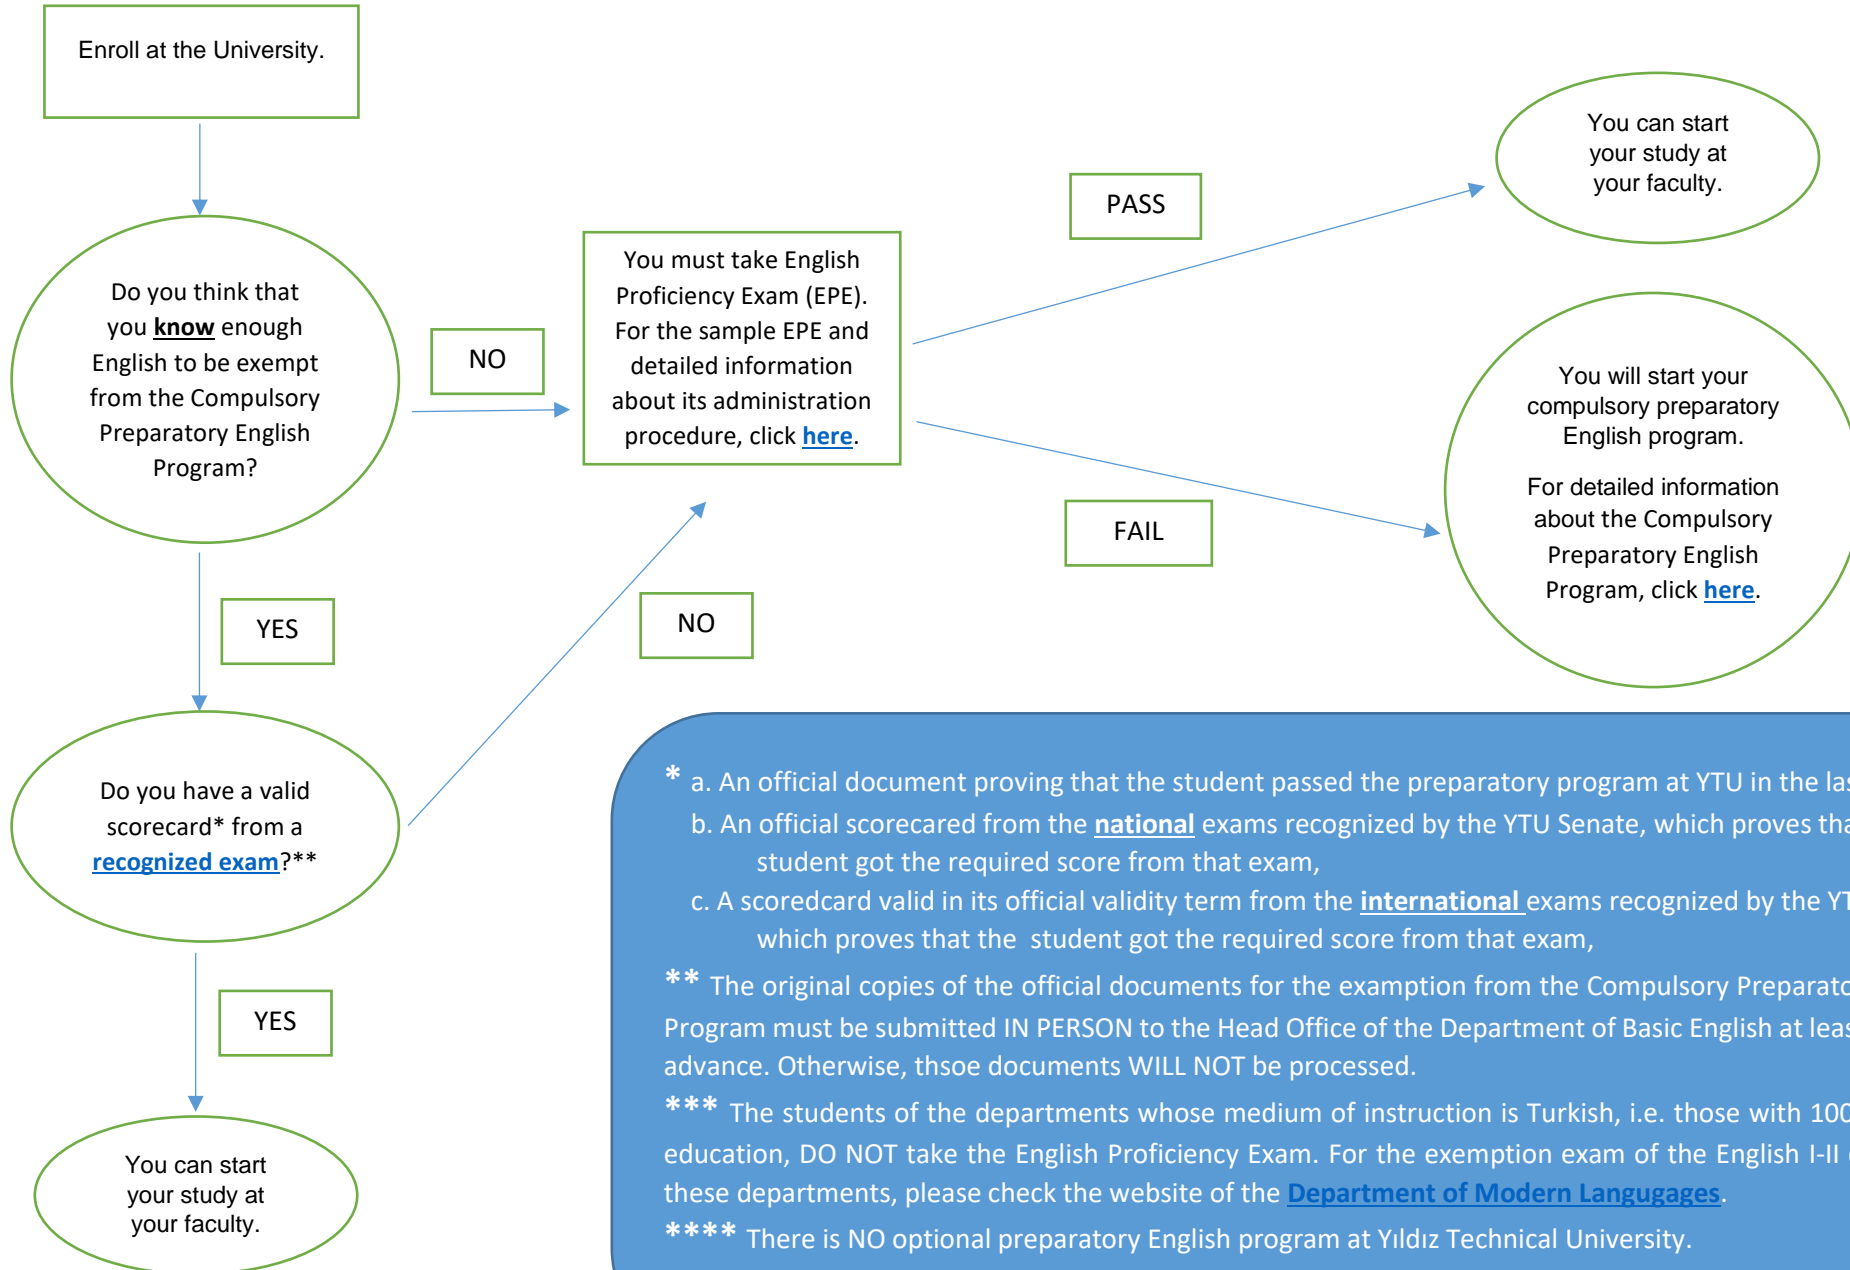 Enroll at the University.
Do you think that
you know enough
English to be exempt
from the Compulsory
Preparatory English
Program?
NO
You must take English
Proficiency Exam (EPE).
For the sample EPE and
detailed information
about its administration
procedure, click here.
PASS
You can start
your study at
your faculty.
FAIL
You will start your
compulsory preparatory
English program.
For detailed information
about the Compulsory
Preparatory English
Program, click here.
YES
NO
Do you have a valid
scorecard* from a
recognized exam?**
YES
You can start
your study at
your faculty.
* a. An official document proving that the student passed the preparatory program at YTU in the
b. An official scorecared from the national exams recognized by the YTU Senate, which proves
student got the required score from that exam,
c. A scoredcard valid in its official validity term from the international exams recognized by the
which proves that the student got the required score from that exam,
** The original copies of the official documents for the examption from the Compulsory
Program must be submitted IN PERSON to the Head Office of the Department of Basic English at
advance. Otherwise, thsoe documents WILL NOT be processed.
*** The students of the departments whose medium of instruction is Turkish, i.e. those with
education, DO NOT take the English Proficiency Exam. For the exemption exam of the English I-II
these departments, please check the website of the Department of Modern Langugages.
**** There is NO optional preparatory English program at Yıldız Technical University.